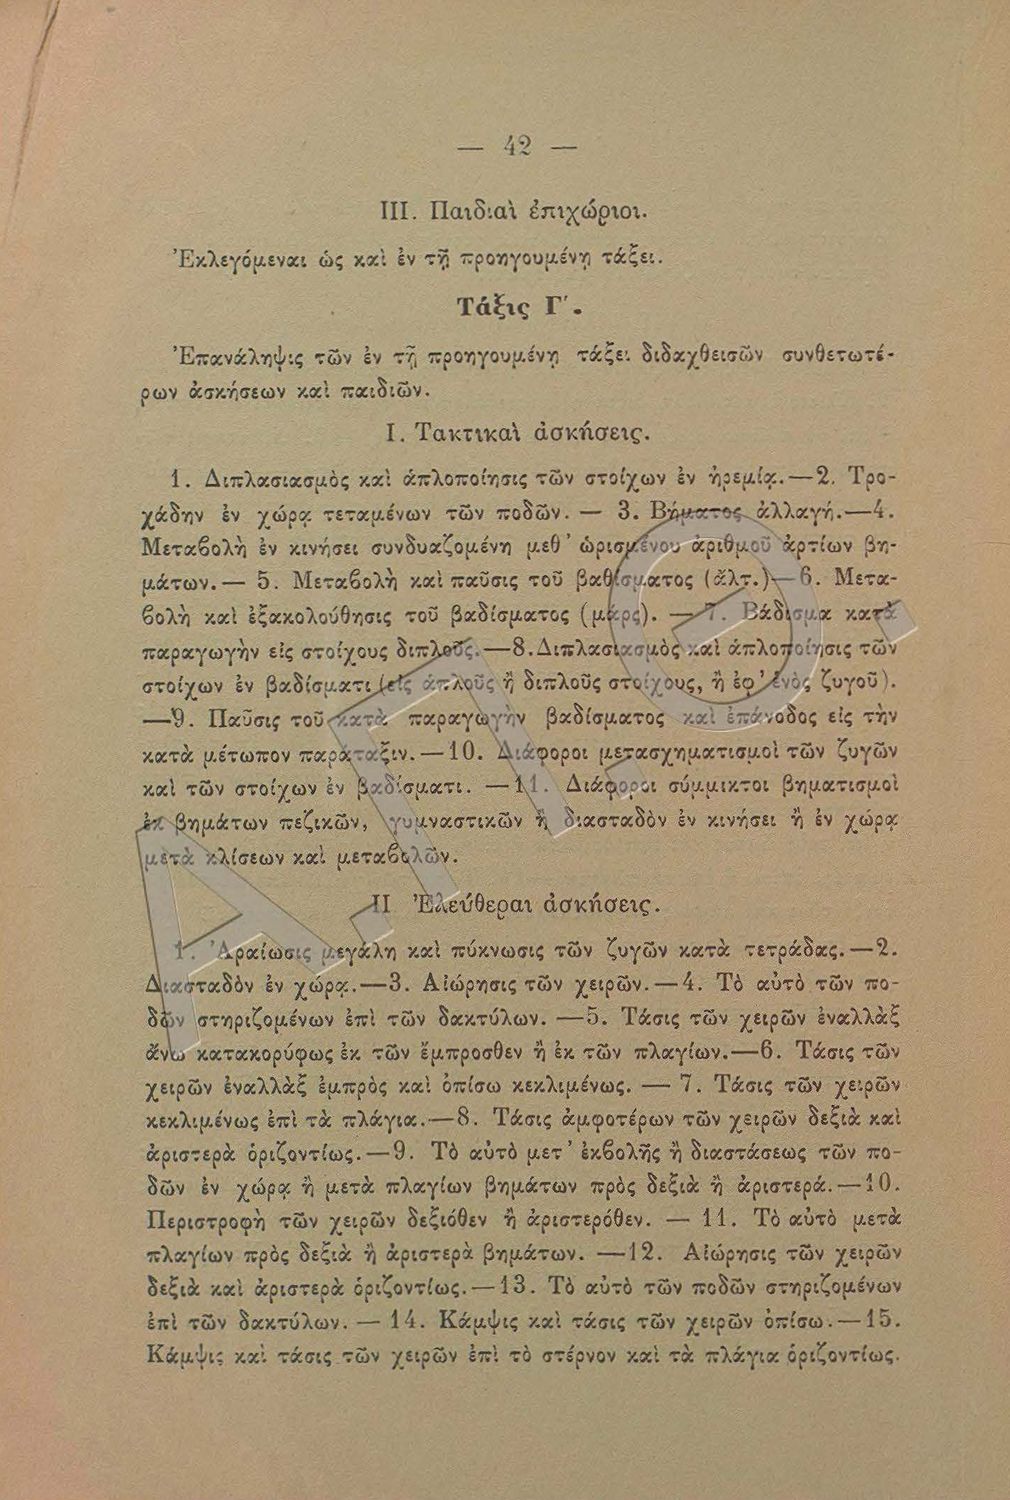 — 42 —
III. Παιδιαὶ ἐπιχώριοι.
Ἐκλεγόμεναι ὡς καὶ ἐν τῇ προηγουμένῃ τάξει.
Τάξις Γ΄.
Ἐπανάληψις τῶν ἐν τῇ προηγουμένῃ τάξει διδαχθεισῶν συνθετωτέ-
ρων ἀσκήσεων καὶ παιδιῶν.
I. Τακτικαὶ ἀσκήσεις.
1. Διπλασιασμὸς καὶ ἁπλοποίησις τῶν στοίχων ἐν ἠρεμίᾳ.—2. Τρο-
χάδην ἐν χώρᾳ τεταμένων τῶν ποδῶν. — 3. Βήματος ἀλλαγή.—4.
Μεταβολὴ ἐν κινήσει συνδυαζομένη μεθ᾽ ὡρισμένου ἀριθμοῦ ἀρτίων βη-
μάτων.— 5. Μεταβολὴ καὶ παῦσις τοῦ βαθίσματος (ἄλτ.)—6. Μετα-
βολὴ καὶ ἐξακολούθησις τοῦ βαδίσματος (μάρς). —7. Βάδισμα κατὰ
παραγωγὴν εἰς στοίχους διπλοῦς.—8.Διπλασιασμὸς καὶ ἁπλοποίησις τῶν
στοίχων ἐν βαδίσματι (εἰς ἁπλοῦς ἢ διπλοῦς στοίχους, ἢ ἐφ᾽ ἑνὸς ζυγοῦ).
—9. Παῦσις τοῦ κατὰ παραγωγὴν βαδίσματος καὶ ἐπάνοδος εἰς τὴν
κατὰ μέτωπον παράταξιν.—10. Διάφοροι μετασχηματισμοὶ τῶν ζυγῶν
καὶ τῶν στοίχων ἐν βαδίσματι. —11. Διάφοροι σύμμικτοι βηματισμοὶ
ἐκ βημάτων πεζικῶν, γυμναστικῶν ἢ διασταδὸν ἐν κινήσει ἢ ἐν χώρᾳ
μετὰ κλίσεων καὶ μεταβολῶν.
II Ἐλεύθεραι ἀσκήσεις.
1. Ἀραίωσις μεγάλη καὶ πύκνωσις τῶν ζυγῶν κατὰ τετράδας.—2.
Διασταδὸν ἐν χώρᾳ.—3. Αἰώρησις τῶν χειρῶν.—4. Τὸ αὐτὸ τῶν πο-
δῶν στηριζομένων ἐπὶ τῶν δακτύλων. —5. Τάσις τῶν χειρῶν ἐναλλὰξ
ἄνω κατακορύφως ἐκ τῶν ἔμπροσθεν ἢ ἐκ τῶν πλαγίων.—6. Τάσις τῶν
χειρῶν ἐναλλὰξ ἐμπρὸς καὶ ὀπίσω κεκλιμένως. — 7. Τάσις τῶν χειρῶν
κεκλιμένως ἐπὶ τὰ πλάγια.—8. Τάσις ἀμφοτέρων τῶν χειρῶν δεξιὰ καὶ
ἀριστερὰ ὁριζοντίως.—9. Τὸ αὐτὸ μετ᾽ ἐκβολῆς ἢ διαστάσεως τῶν πο-
δῶν ἐν χώρᾳ ἢ μετὰ πλαγίων βημάτων πρὸς δεξιὰ ἢ ἀριστερά.—10.
Περιστροφὴ τῶν χειρῶν δεξιόθεν ἢ ἀριστερόθεν. — 11. Τὸ αὐτὸ μετὰ
πλαγίων πρὸς δεξιὰ ἢ ἀριστερὰ βημάτων. —12. Αἰώρησις τῶν χειρῶν
δεξιὰ καὶ ἀριστερὰ ὁριζοντίως.—13. Τὸ αὐτὸ τῶν ποδῶν στηριζομένων
ἐπὶ τῶν δακτύλων. — 14. Κάμψις καὶ τάσις τῶν χειρῶν ὀπίσω.—15.
Κάμψις καὶ τάσις τῶν χειρῶν ἐπὶ τὸ στέρνον καὶ τὰ πλάγια ὁριζοντίως.